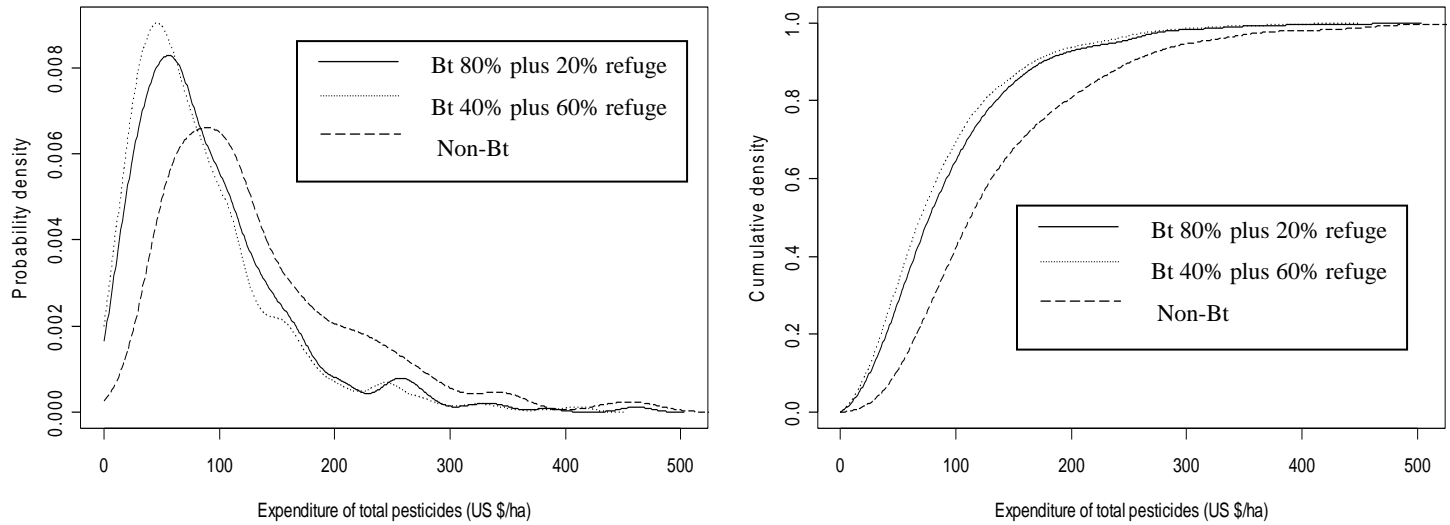 Probability density
0.000
0.002
0.004
0.006
0.008
Bt 80% plus 20% refuge
Bt 40% plus 60% refuge
Non-Bt
0
100
200
300
400
500
Expenditure of total pesticides (US $/ha)
Cumulative density
0.0
0.2
0.4
0.6
0.8
1.0
Bt 80% plus 20% refuge
Bt 40% plus 60% refuge
Non-Bt
0
100
200
300
400
500
Expenditure of total pesticides (US $/ha)